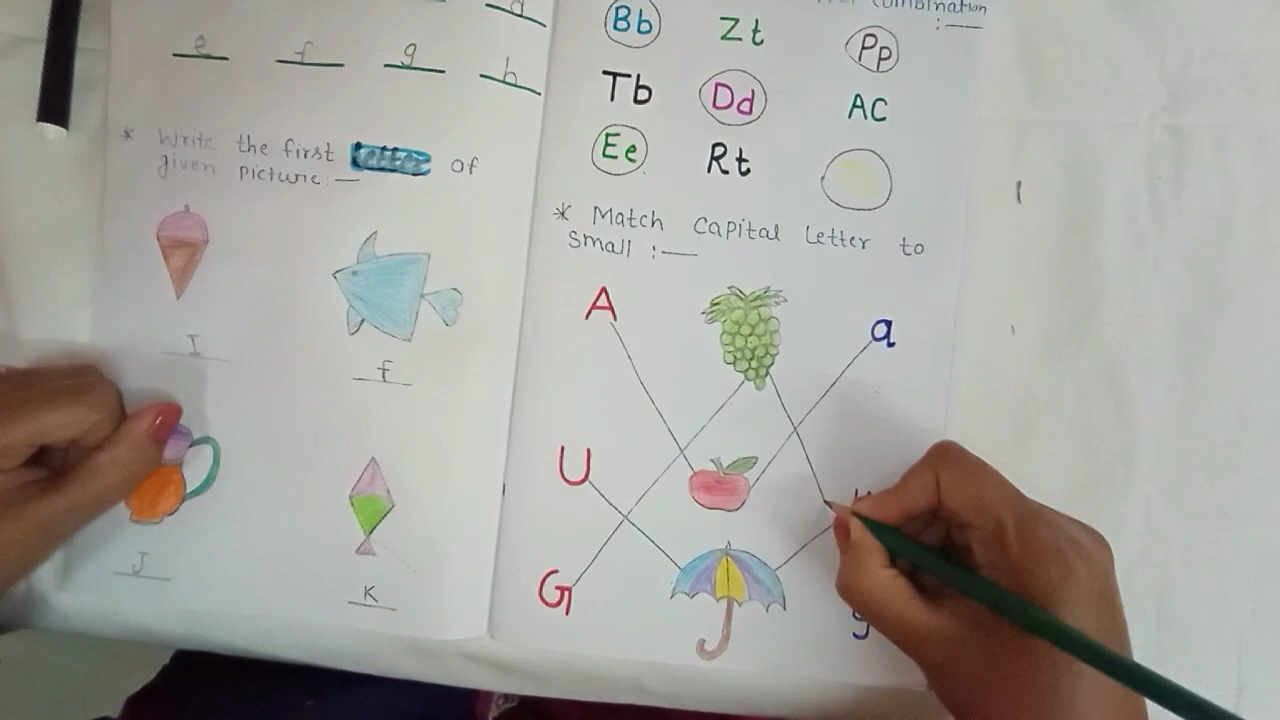 e f g h
* Write the first letter of
given Picture:—
I
f
J
K
Combination
:—
Bb Zt Pp
Tb Dd AC
Ee Rt
* Match Capital letter to
Small :—
A a
U
G g